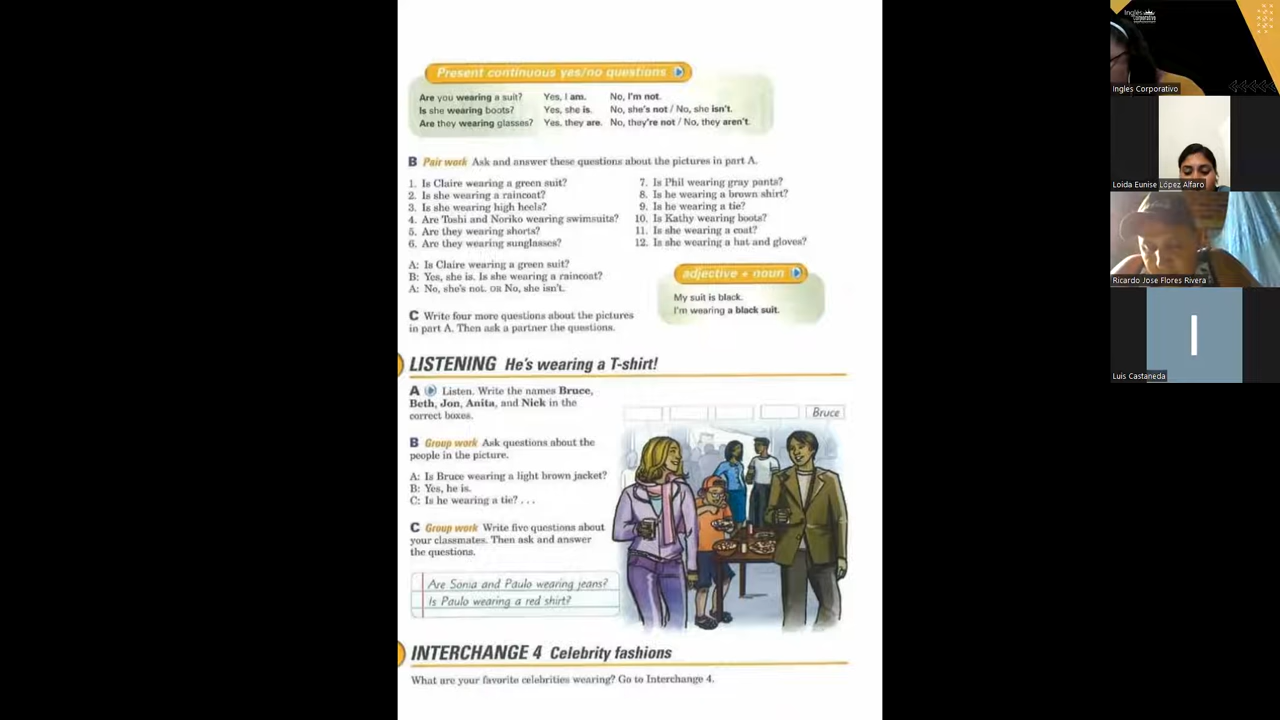 Present continuous yes/no questions
Are you wearing a suit? Yes, I am. No, I'm not.
Is she wearing boots? Yes, she is. No, she's not / No, she isn't.
Are they wearing glasses? Yes, they are. No, they're not / No, they aren't.
B Pair work Ask and answer these questions about the pictures in part A.
1. Is Claire wearing a green suit?
2. Is she wearing a raincoat?
3. Is she wearing high heels?
4. Are Toshi and Noriko wearing swimsuits?
5. Are they wearing shorts?
6. Are they wearing sunglasses?
7. Is Phil wearing gray pants?
8. Is he wearing a brown shirt?
9. Is he wearing a tie?
10. Is Kathy wearing boots?
11. Is she wearing a coat?
12. Is she wearing a hat and gloves?
A: Is Claire wearing a green suit?
B: Yes, she is. Is she wearing a raincoat?
A: No, she's not. OR No, she isn't.
adjective + noun
My suit is black.
I'm wearing a black suit.
C Write four more questions about the pictures
in part A. Then ask a partner the questions.
LISTENING He's wearing a T-shirt!
A Listen. Write the names Bruce,
Beth, Jon, Anita, and Nick in the
correct boxes.
Bruce
B Group work Ask questions about the
people in the picture.
A: Is Bruce wearing a light brown jacket?
B: Yes, he is.
C: Is he wearing a tie? . . .
C Group work Write five questions about
your classmates. Then ask and answer
the questions.
Are Sonia and Paulo wearing jeans?
Is Paulo wearing a red shirt?
INTERCHANGE 4 Celebrity fashions
What are your favorite celebrities wearing? Go to Interchange 4.
Inglés
Corporativo
Ingles Corporativo
Loida Eunise López Alfaro
Ricardo Jose Flores Rivera
I
Luis Castaneda